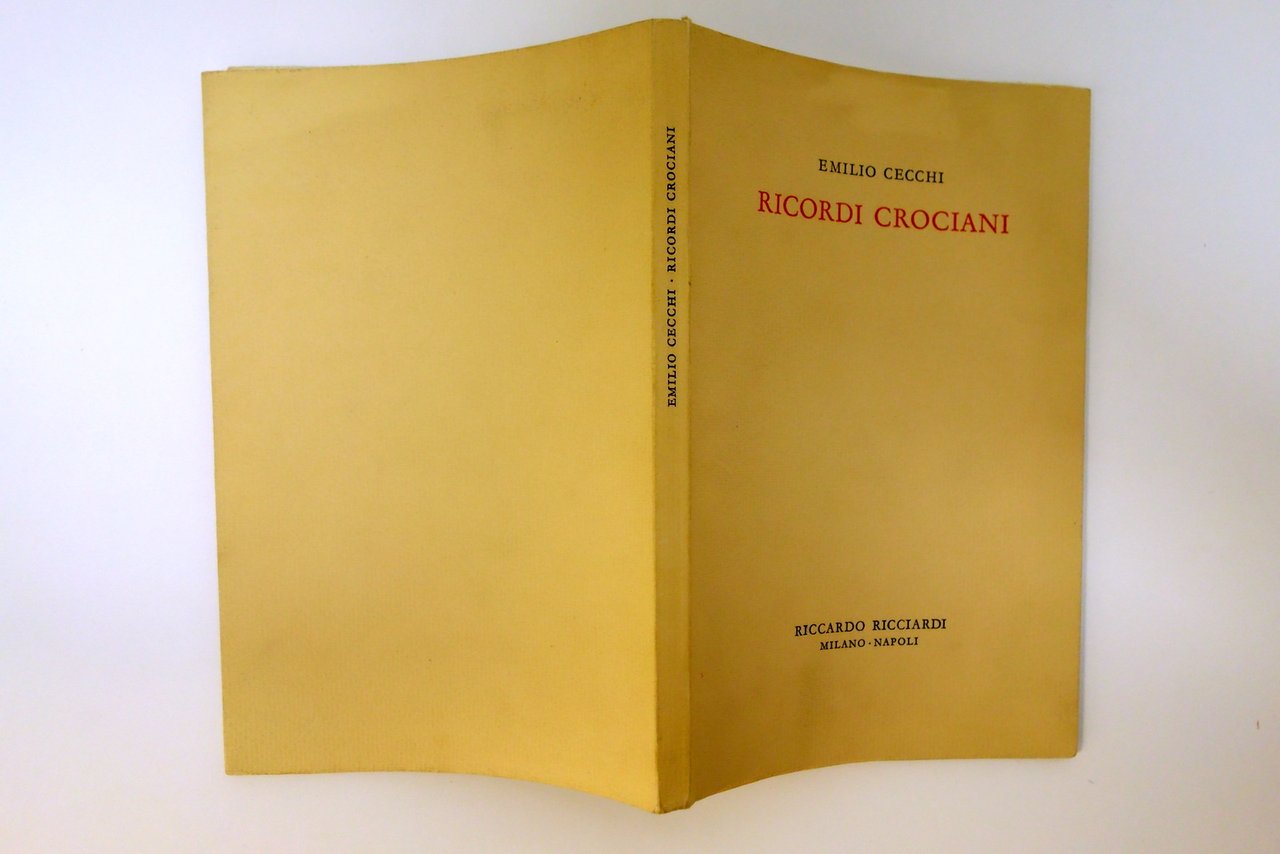 EMILIO CECCHI · RICORDI CROCIANI
EMILIO CECCHI
RICORDI CROCIANI
RICCARDO RICCIARDI
MILANO · NAPOLI